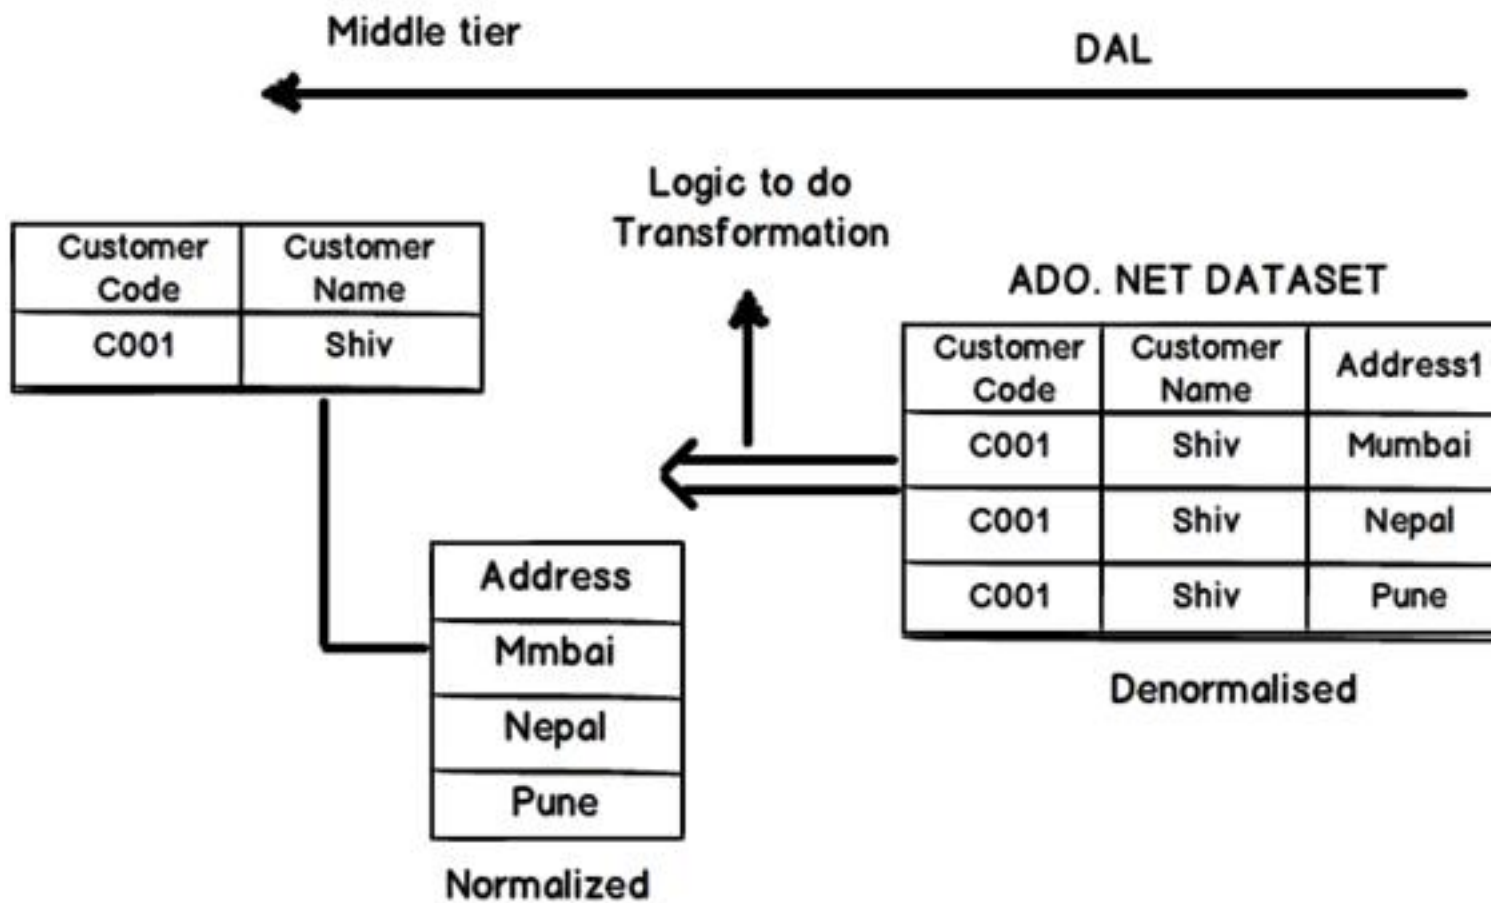 Middle tier
DAL
Logic to do
Transformation
Customer Code
Customer Name
C001
Shiv
ADO. NET DATASET
Customer Code
Customer Name
Address1
C001
Shiv
Mumbai
C001
Shiv
Nepal
C001
Shiv
Pune
Denormalised
Address
Mmbai
Nepal
Pune
Normalized